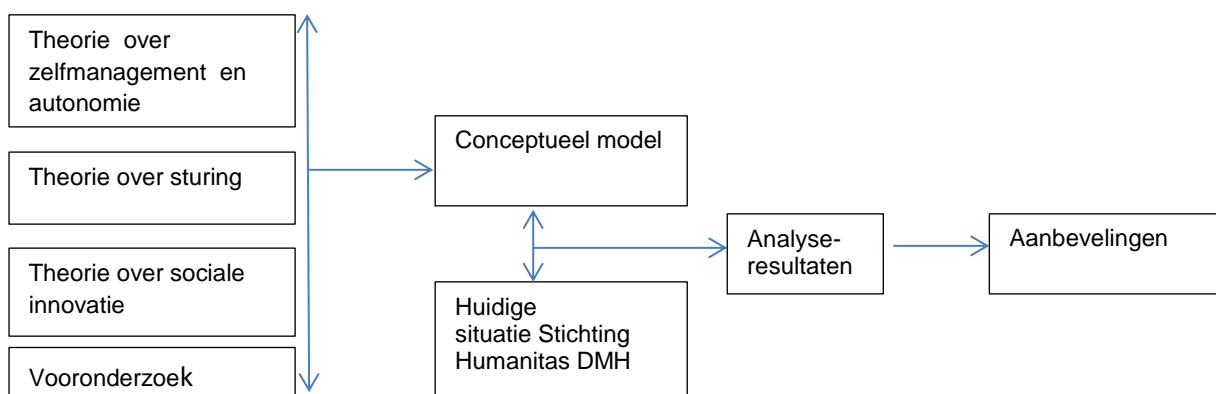 Theorie over
zelfmanagement en
autonomie
Theorie over sturing
Theorie over sociale
innovatie
Vooronderzoek
Conceptueel model
Huidige
situatie Stichting
Humanitas DMH
Analyse-
resultaten
Aanbevelingen